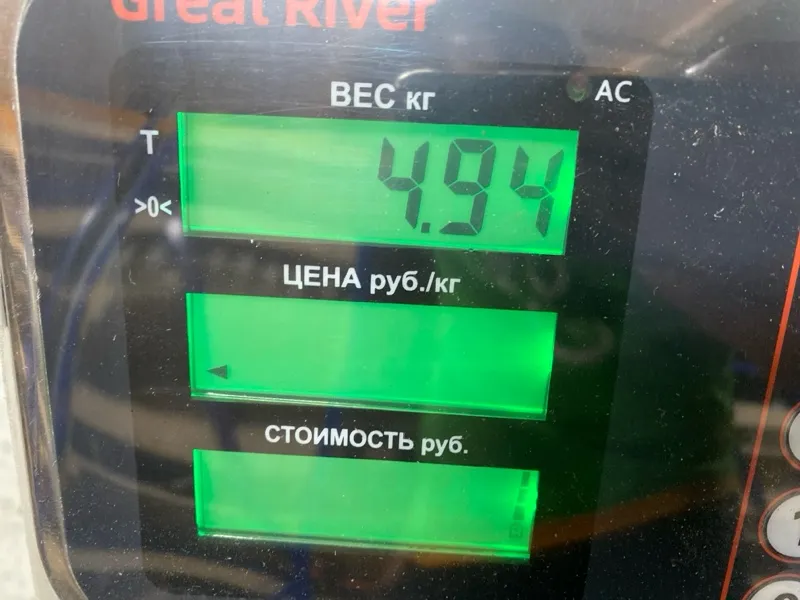 Great River
ВЕС кг
AC
T
>0<
4.94
ЦЕНА руб./кг
СТОИМОСТЬ руб.